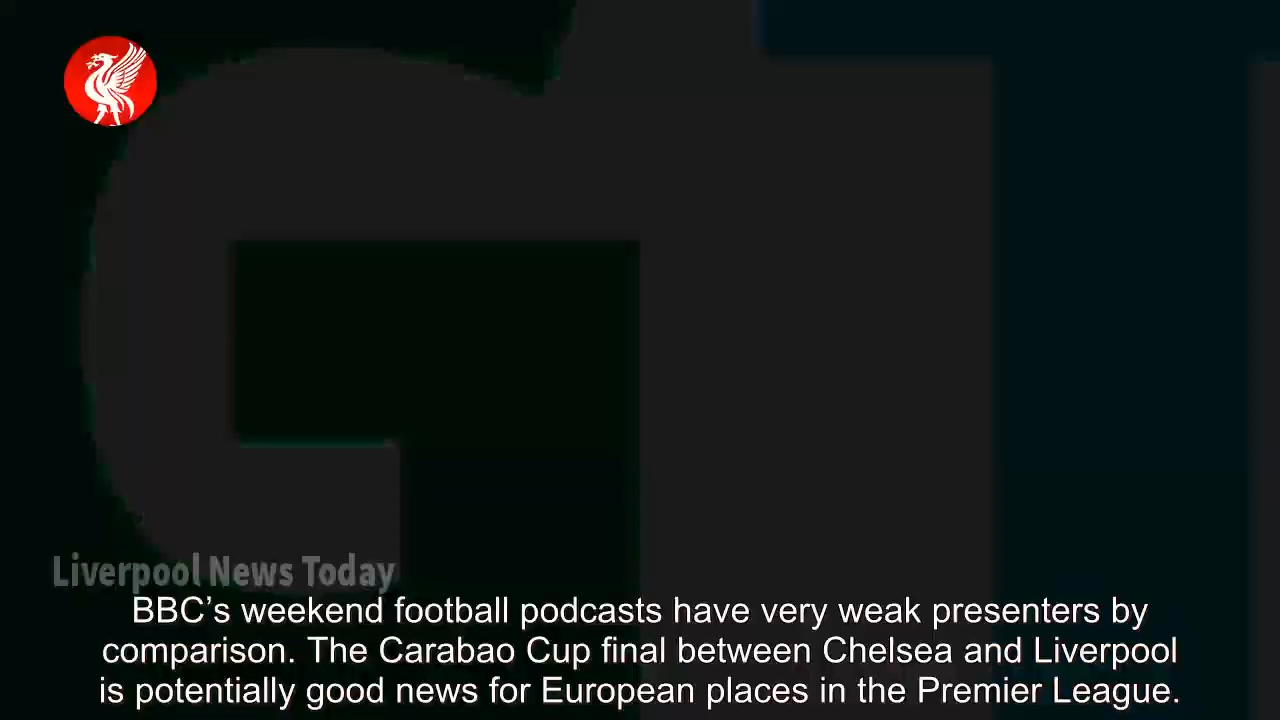 Liverpool News Today
BBC’s weekend football podcasts have very weak presenters by
comparison. The Carabao Cup final between Chelsea and Liverpool
is potentially good news for European places in the Premier League.